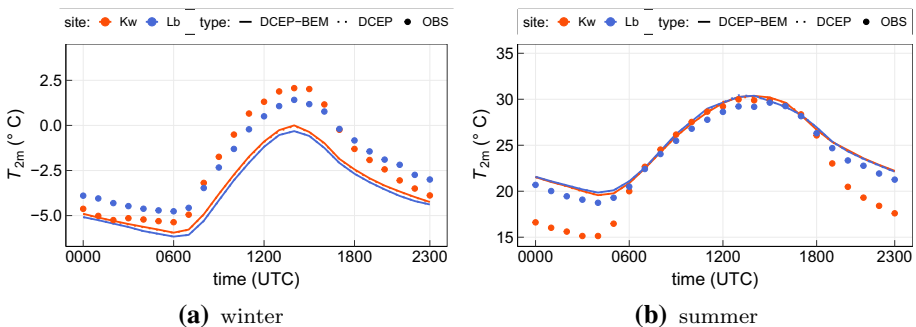 site: Kw Lb type: DCEP−BEM DCEP OBS
T2m (° C)
2.5
0.0
−2.5
−5.0
0000 0600 1200 1800 2300
time (UTC)
(a) winter
site: Kw Lb type: DCEP−BEM DCEP OBS
T2m (° C)
35
30
25
20
15
0000 0600 1200 1800 2300
time (UTC)
(b) summer